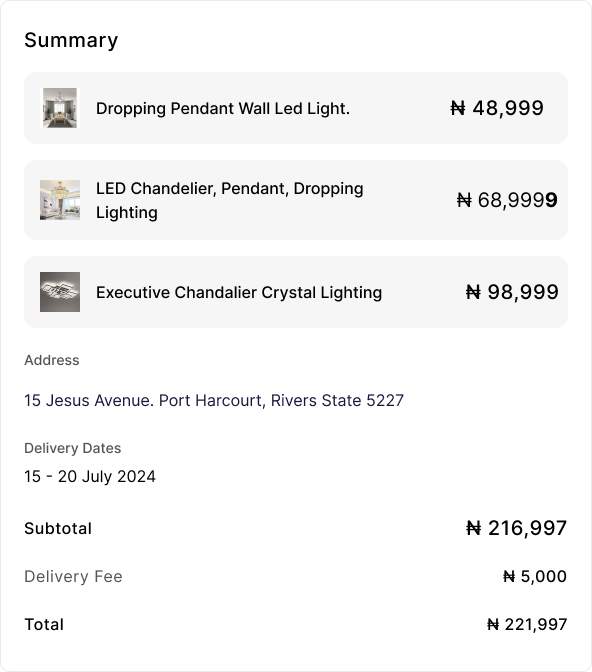 Summary
Dropping Pendant Wall Led Light.
₦ 48,999
LED Chandelier, Pendant, Dropping
Lighting
₦ 68,9999
Executive Chandalier Crystal Lighting
₦ 98,999
Address
15 Jesus Avenue. Port Harcourt, Rivers State 5227
Delivery Dates
15 - 20 July 2024
Subtotal
₦ 216,997
Delivery Fee
₦ 5,000
Total
₦ 221,997